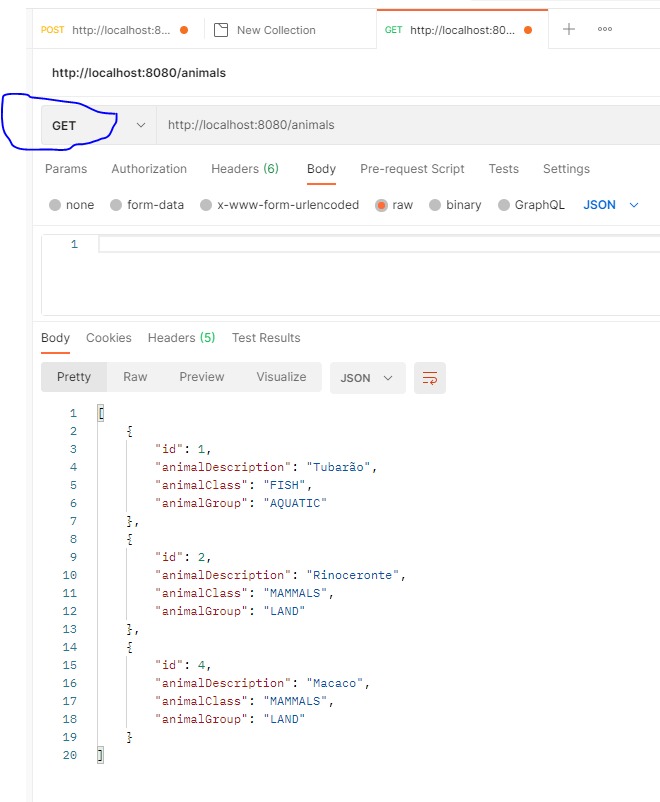 POST http://localhost:8... New Collection GET http://localhost:80...
http://localhost:8080/animals
GET http://localhost:8080/animals
Params Authorization Headers (6) Body Pre-request Script Tests Settings
none form-data x-www-form-urlencoded raw binary GraphQL JSON
1
Body Cookies Headers (5) Test Results
Pretty Raw Preview Visualize JSON
1 [
2 {
3 "id": 1,
4 "animalDescription": "Tubarão",
5 "animalClass": "FISH",
6 "animalGroup": "AQUATIC"
7 },
8 {
9 "id": 2,
10 "animalDescription": "Rinoceronte",
11 "animalClass": "MAMMALS",
12 "animalGroup": "LAND"
13 },
14 {
15 "id": 4,
16 "animalDescription": "Macaco",
17 "animalClass": "MAMMALS",
18 "animalGroup": "LAND"
19 }
20 ]